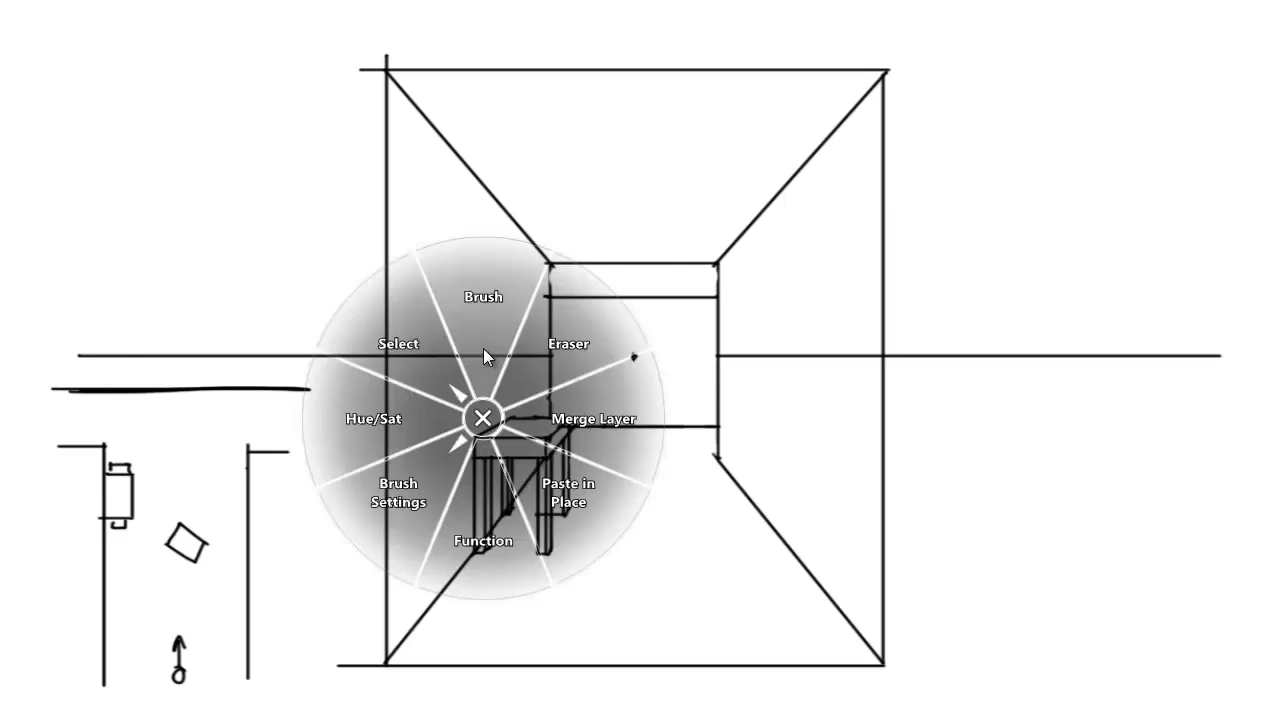 Brush
Select
Eraser
Hue/Sat
Merge Layer
Brush
Settings
Paste in
Place
Function